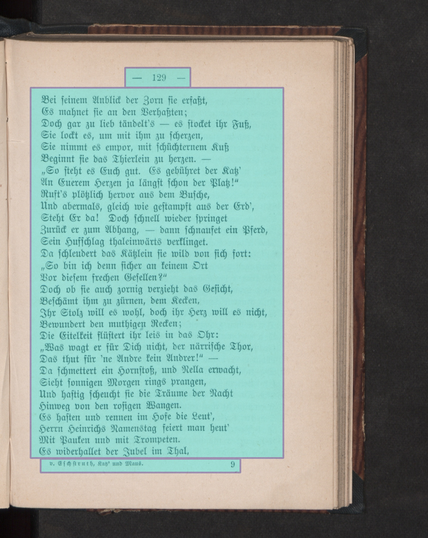 — 129 —
Bei seinem Anblick der Zorn sie erfaßt,
Es mahnet sie an den Verhaßten;
Doch gar zu lieb tändelt's — es stocket ihr Fuß,
Sie lockt es, um mit ihm zu scherzen,
Sie nimmt es empor, mit schüchternem Kuß
Beginnt sie das Thierlein zu herzen. —
„So steht es Euch gut. Es gebühret der Katz'
An Euerem Herzen ja längst schon der Platz!“
Ruft's plötzlich hervor aus dem Busche,
Und abermals, gleich wie gestampft aus der Erd',
Steht Er da! Doch schnell wieder springet
Zurück er zum Abhang, — dann schnaufet ein Pferd,
Sein Hufschlag thaleinwärts verklinget.
Da schleudert das Kätzlein sie wild von sich fort:
„So bin ich denn sicher an keinem Ort
Vor diesem frechen Gesellen?“
Doch ob sie auch zornig verzieht das Gesicht,
Beschämt ihm zu zürnen, dem Kecken,
Ihr Stolz will es wohl, doch ihr Herz will es nicht,
Bewundert den muthigen Recken;
Die Eitelkeit flüstert ihr leis in das Ohr:
„Was wagt er für Dich nicht, der närrische Thor,
Das thut für 'ne Andre kein Andrer!“ —
Da schmettert ein Hornstoß, und Nella erwacht,
Sieht sonnigen Morgen rings prangen,
Und hastig scheucht sie die Träume der Nacht
Hinweg von den rosigen Wangen.
Es hasten und rennen im Hofe die Leut',
Herrn Heinrichs Namenstag feiert man heut'
Mit Pauken und mit Trompeten.
Es widerhallet der Jubel im Thal,
v. Eschstruth, Katz' und Maus. 9